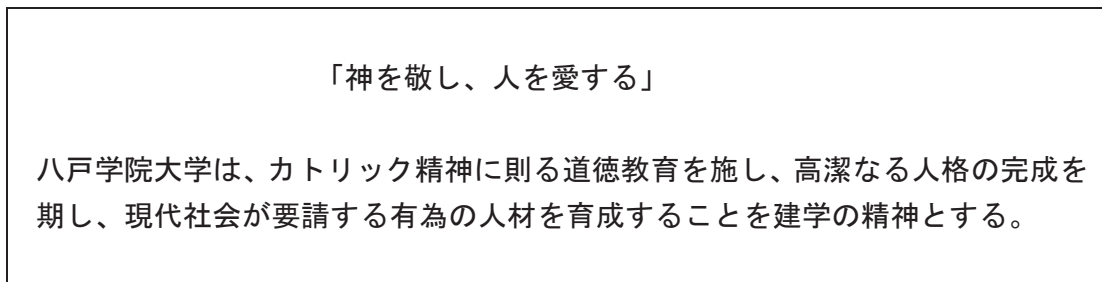 「神を敬し、人を愛する」
八戸学院大学は、カトリック精神に則る道徳教育を施し、高潔なる人格の完成を
期し、現代社会が要請する有為の人材を育成することを建学の精神とする。